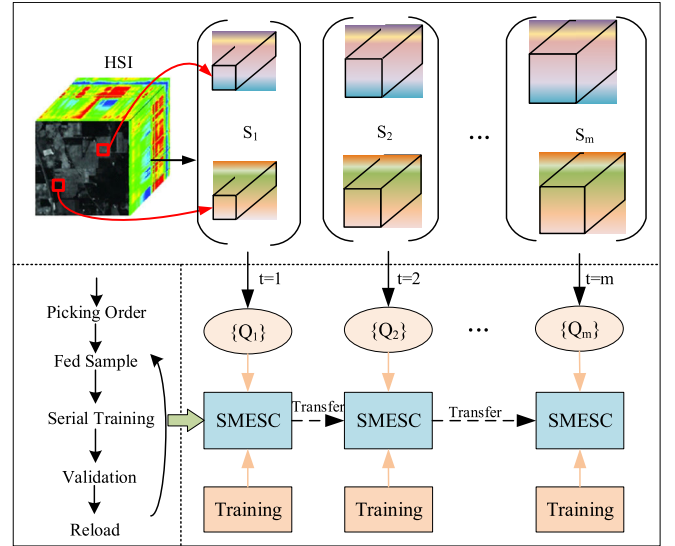 HSI
S1
S2
...
Sm
t=1
t=2
t=m
Picking Order
Fed Sample
Serial Training
Validation
Reload
{Q1}
{Q2}
...
{Qm}
SMESC
Transfer
SMESC
Transfer
SMESC
Training
Training
Training